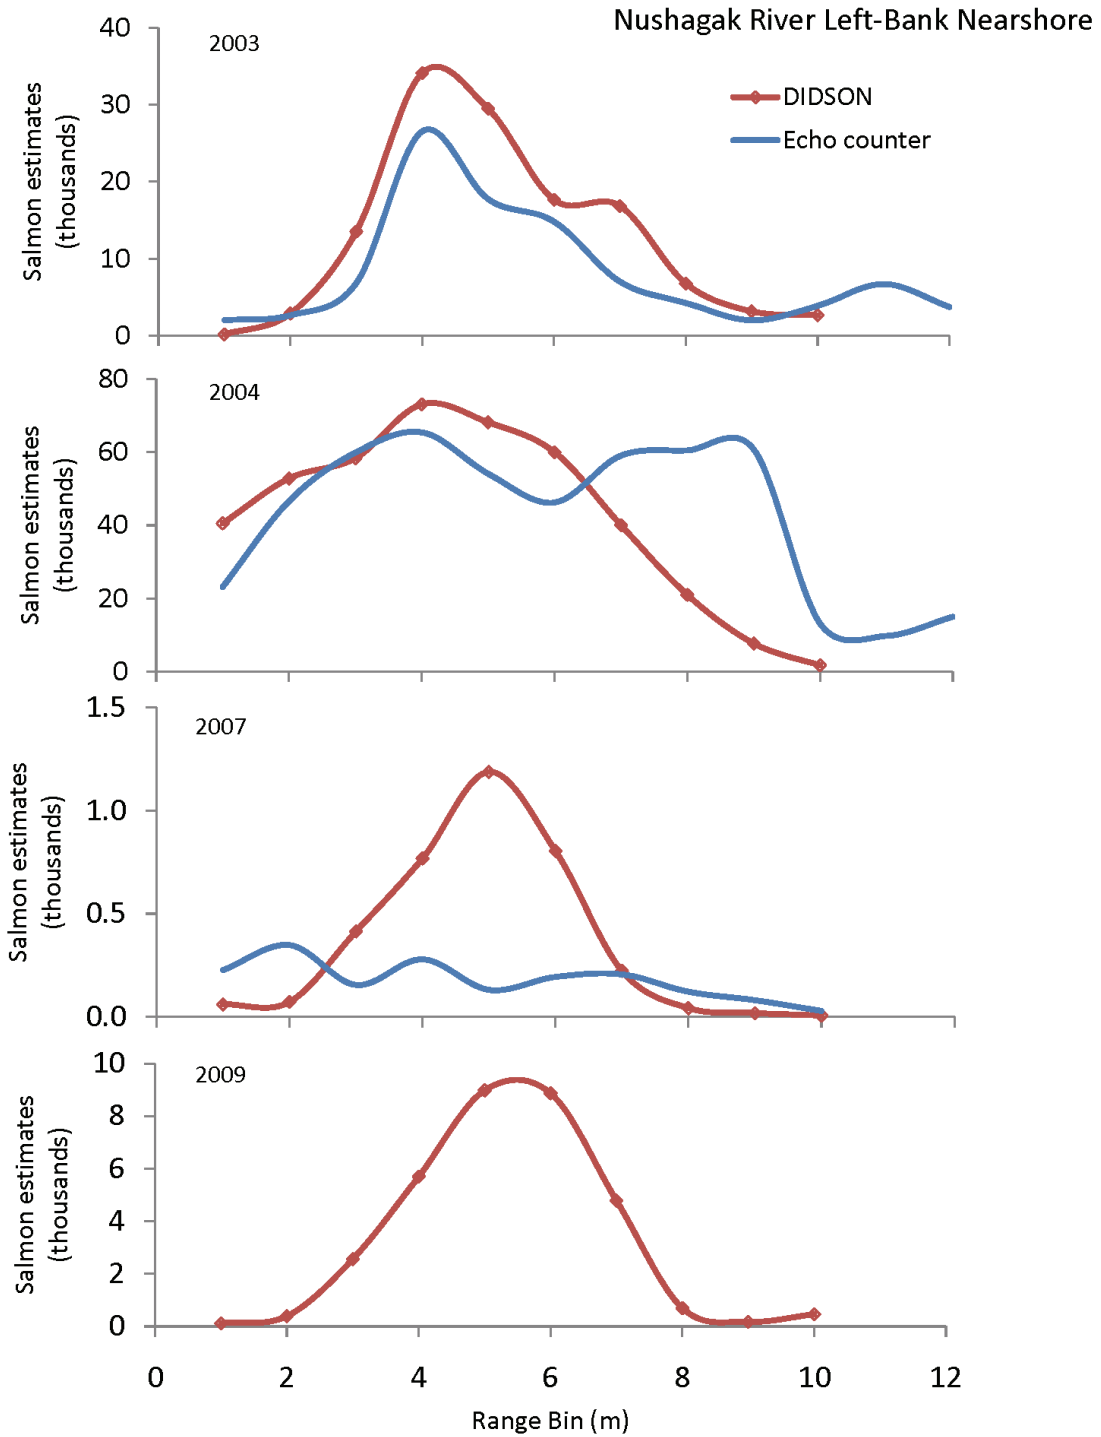 Nushagak River Left-Bank Nearshore
2003
DIDSON
Echo counter
Salmon estimates
(thousands)
40
30
20
10
0
2004
Salmon estimates
(thousands)
80
60
40
20
0
2007
Salmon estimates
(thousands)
1.5
1.0
0.5
0.0
2009
Salmon estimates
(thousands)
10
8
6
4
2
0
0 2 4 6 8 10 12
Range Bin (m)